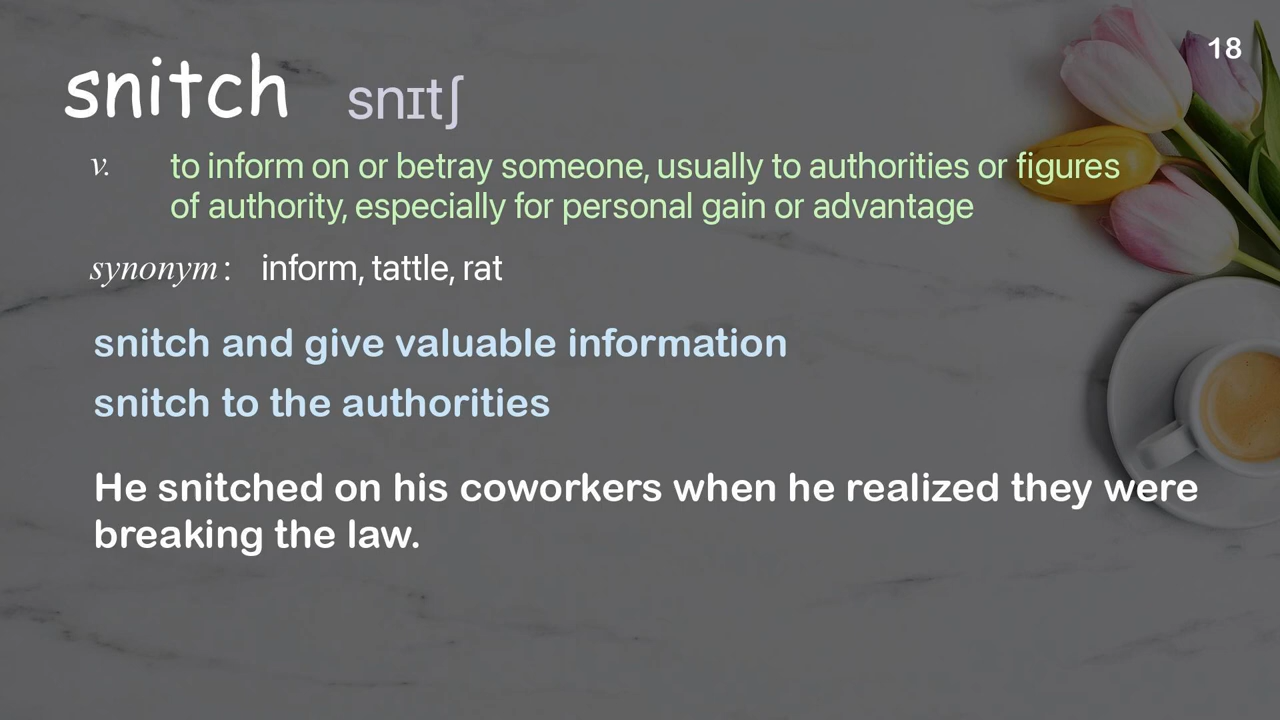 18
snitch snɪtʃ
v. to inform on or betray someone, usually to authorities or figures
of authority, especially for personal gain or advantage
synonym: inform, tattle, rat
snitch and give valuable information
snitch to the authorities
He snitched on his coworkers when he realized they were
breaking the law.